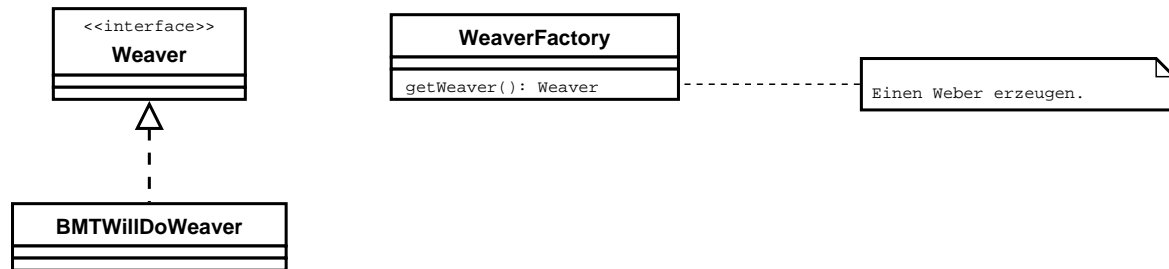 <<interface>>
Weaver
WeaverFactory
getWeaver(): Weaver
Einen Weber erzeugen.
BMTWillDoWeaver